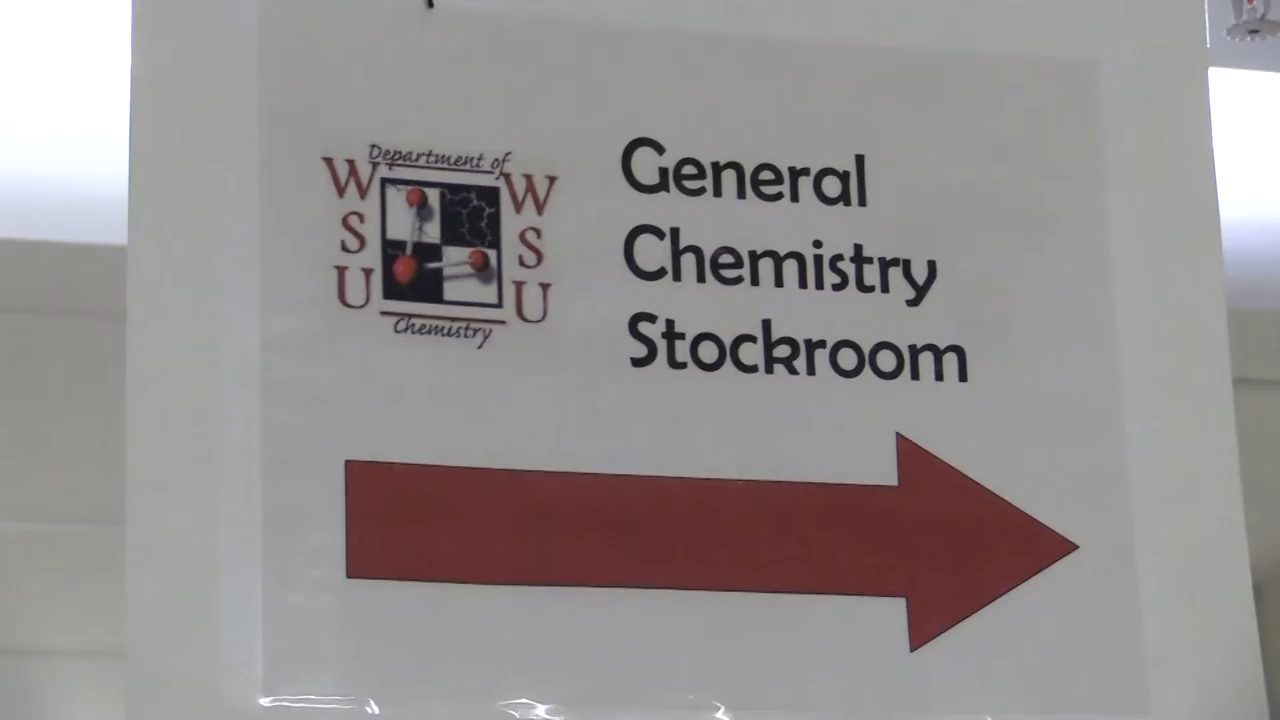 Department of
W W
S S
U U
Chemistry
General
Chemistry
Stockroom